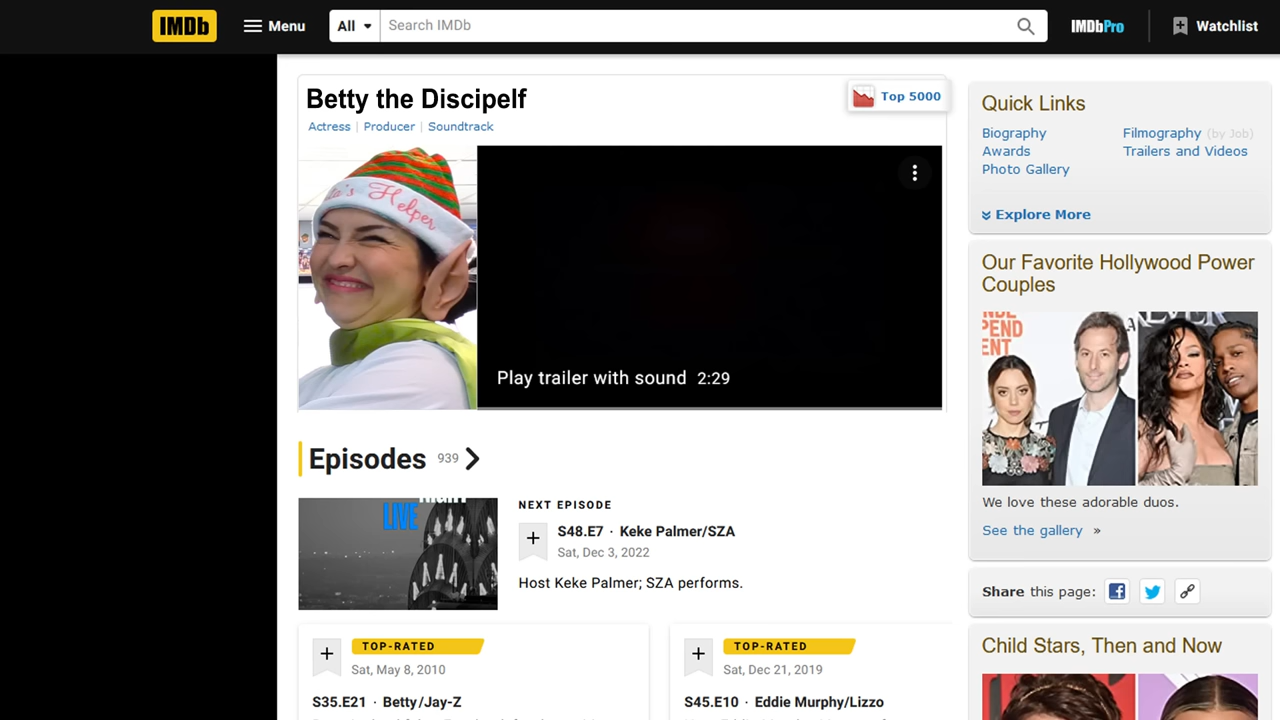 IMDb
Menu
All
Search IMDb
IMDbPro
Watchlist
Betty the Discipelf
Top 5000
Actress | Producer | Soundtrack
Helper
Play trailer with sound 2:29
Episodes 939
LIVE
NEXT EPISODE
S48.E7 · Keke Palmer/SZA
Sat, Dec 3, 2022
Host Keke Palmer; SZA performs.
TOP-RATED
Sat, May 8, 2010
S35.E21 · Betty/Jay-Z
TOP-RATED
Sat, Dec 21, 2019
S45.E10 · Eddie Murphy/Lizzo
Quick Links
Biography
Filmography (by Job)
Awards
Trailers and Videos
Photo Gallery
Explore More
Our Favorite Hollywood Power
Couples
PEND
ENT
We love these adorable duos.
See the gallery »
Share this page:
Child Stars, Then and Now